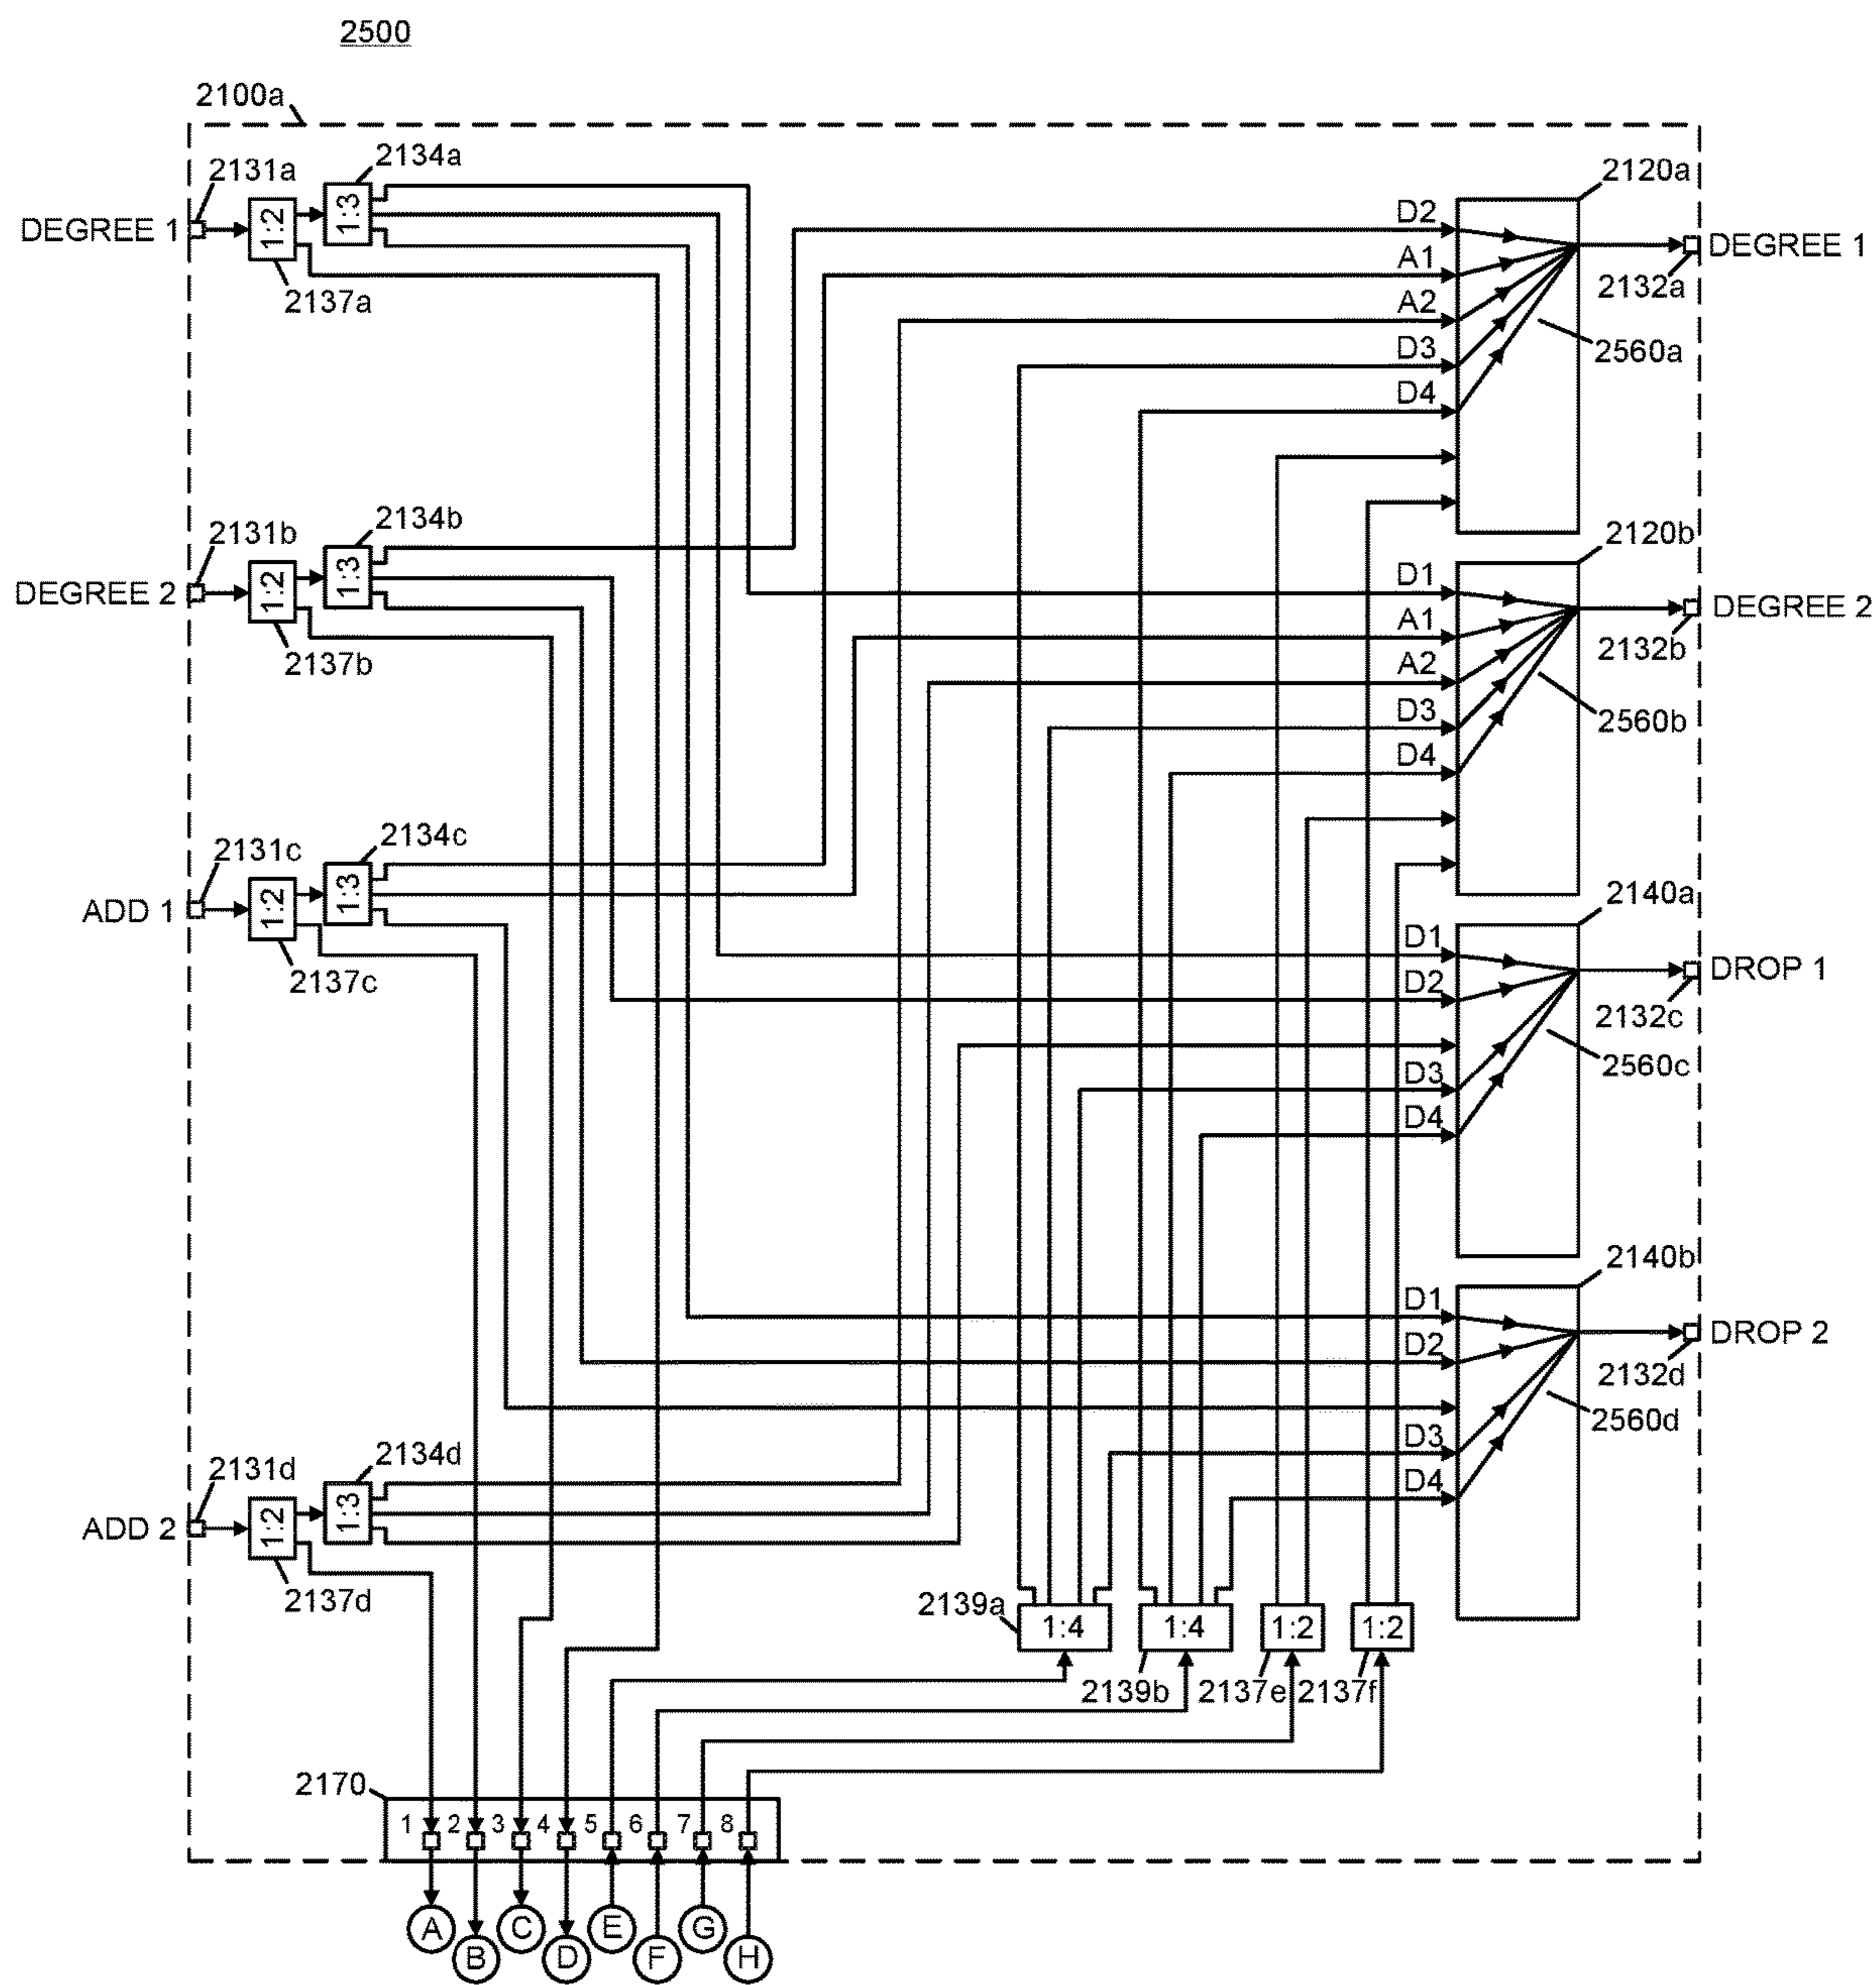 2500
2100a
2131a
2134a
DEGREE 1
1:2
1:3
2137a
2120a
D2
A1
A2
D3
D4
DEGREE 1
2132a
2560a
2131b
2134b
DEGREE 2
1:2
1:3
2137b
2120b
D1
A1
A2
D3
D4
DEGREE 2
2132b
2560b
2131c
2134c
ADD 1
1:2
1:3
2137c
2140a
D1
D2
D3
D4
DROP 1
2132c
2560c
2140b
D1
D2
D3
D4
DROP 2
2132d
2560d
2131d
2134d
ADD 2
1:2
1:3
2137d
2139a
1:4
1:4
1:2
1:2
2139b
2137e
2137f
2170
1 2 3 4 5 6 7 8
A C E G
B D F H